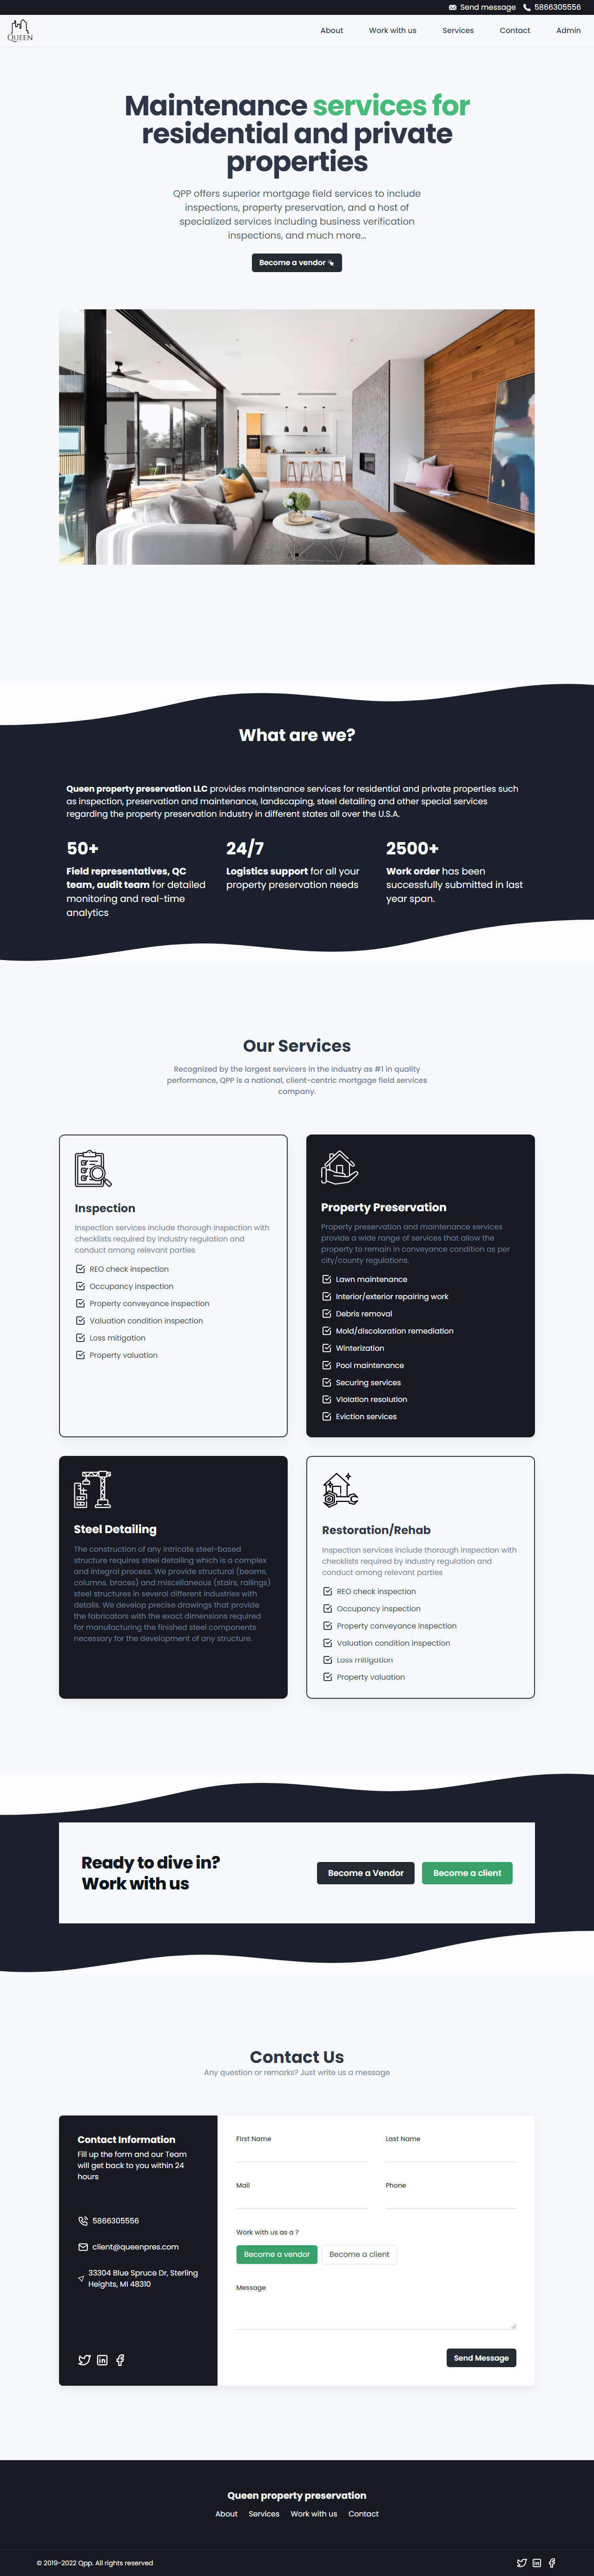 Send message 5866305556
QUEEN
About Work with us Services Contact Admin
Maintenance services for
residential and private
properties
QPP offers superior mortgage field services to include
inspections, property preservation, and a host of
specialized services including business verification
inspections, and much more...
Become a vendor
What are we?
Queen property preservation LLC provides maintenance services for residential and private properties such
as inspection, preservation and maintenance, landscaping, steel detailing and other special services
regarding the property preservation industry in different states all over the U.S.A.
50+
Field representatives, QC
team, audit team for detailed
monitoring and real-time
analytics
24/7
Logistics support for all your
property preservation needs
2500+
Work order has been
successfully submitted in last
year span.
Our Services
Recognized by the largest servicers in the industry as #1 in quality
performance, QPP is a national, client-centric mortgage field services
company.
Inspection
Inspection services include thorough inspection with
checklists required by industry regulation and
conduct among relevant parties
REO check inspection
Occupancy inspection
Property conveyance inspection
Valuation condition inspection
Loss mitigation
Property valuation
Property Preservation
Property preservation and maintenance services
provide a wide range of services that allow the
property to remain in conveyance condition as per
city/county regulations.
Lawn maintenance
Interior/exterior repairing work
Debris removal
Mold/discoloration remediation
Winterization
Pool maintenance
Securing services
Violation resolution
Eviction services
Steel Detailing
The construction of any intricate steel-based
structure requires steel detailing which is a complex
and integral process. We provide structural (beams,
columns, braces) and miscellaneous (stairs, railings)
steel structures in several different industries with
details. We develop precise drawings that provide
the fabricators with the exact dimensions required
for manufacturing the finished steel components
necessary for the development of any structure.
Restoration/Rehab
Inspection services include thorough inspection with
checklists required by industry regulation and
conduct among relevant parties
REO check inspection
Occupancy inspection
Property conveyance inspection
Valuation condition inspection
Loss mitigation
Property valuation
Ready to dive in?
Work with us
Become a Vendor Become a client
Contact Us
Any question or remarks? Just write us a message
Contact Information
Fill up the form and our Team
will get back to you within 24
hours
5866305556
client@queenpres.com
33304 Blue Spruce Dr, Sterling
Heights, MI 48310
First Name Last Name
Mail Phone
Work with us as a ?
Become a vendor Become a client
Message
Send Message
Queen property preservation
About Services Work with us Contact
© 2019-2022 Qpp. All rights reserved